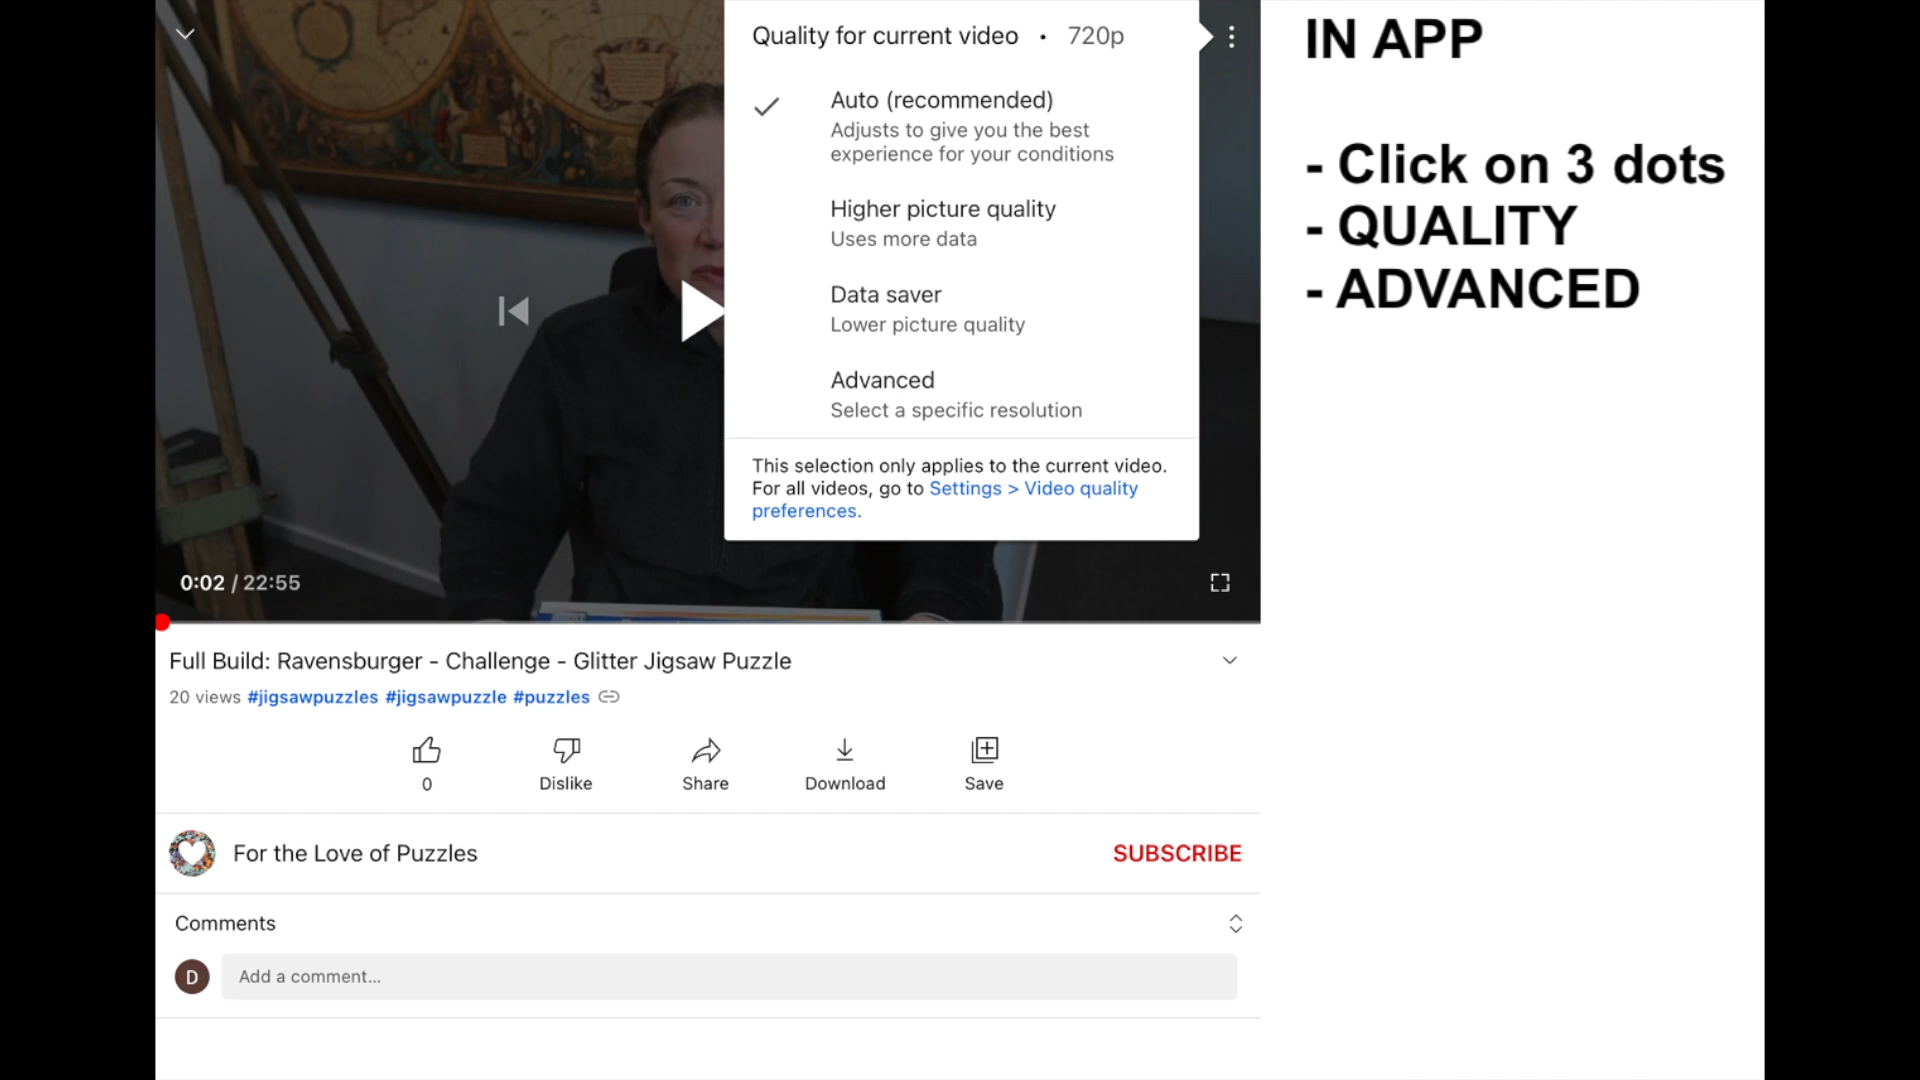 Quality for current video • 720p
Auto (recommended)
Adjusts to give you the best
experience for your conditions
Higher picture quality
Uses more data
Data saver
Lower picture quality
Advanced
Select a specific resolution
This selection only applies to the current video.
For all videos, go to Settings > Video quality
preferences.
0:02 / 22:55
Full Build: Ravensburger - Challenge - Glitter Jigsaw Puzzle
20 views #jigsawpuzzles #jigsawpuzzle #puzzles
0 Dislike Share Download Save
For the Love of Puzzles SUBSCRIBE
Comments
D Add a comment...
IN APP
- Click on 3 dots
- QUALITY
- ADVANCED